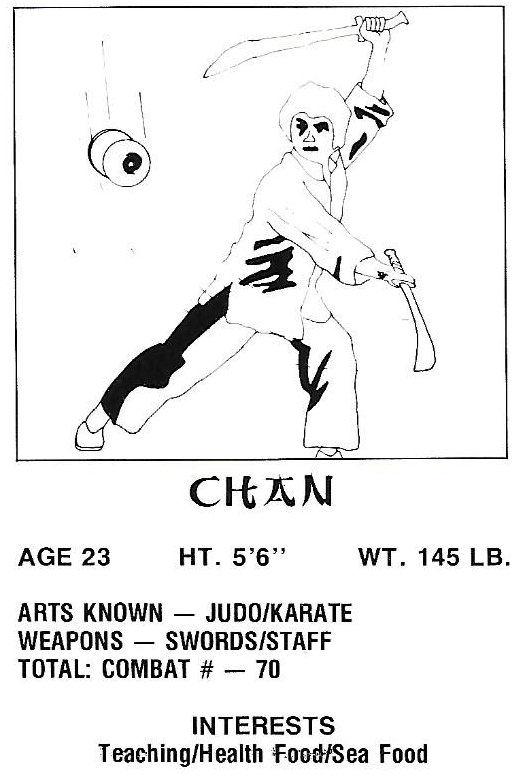 CHAN
AGE 23 HT. 5'6'' WT. 145 LB.
ARTS KNOWN — JUDO/KARATE
WEAPONS — SWORDS/STAFF
TOTAL: COMBAT # — 70
INTERESTS
Teaching/Health Food/Sea Food